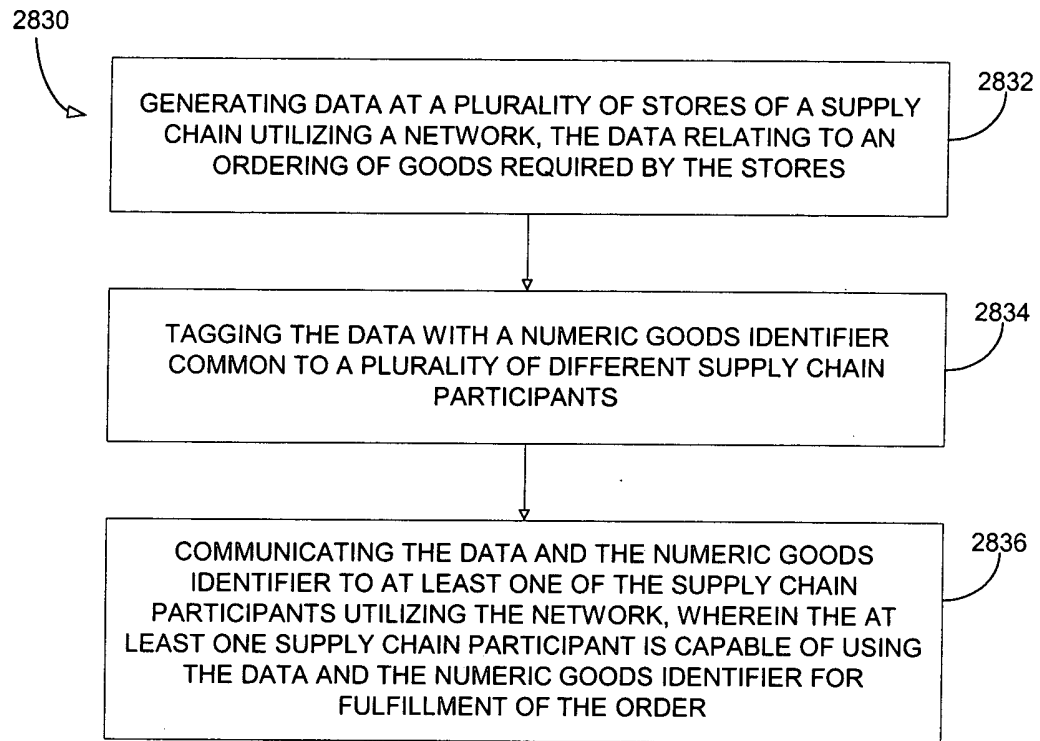 2830
GENERATING DATA AT A PLURALITY OF STORES OF A SUPPLY
CHAIN UTILIZING A NETWORK, THE DATA RELATING TO AN
ORDERING OF GOODS REQUIRED BY THE STORES
2832
TAGGING THE DATA WITH A NUMERIC GOODS IDENTIFIER
COMMON TO A PLURALITY OF DIFFERENT SUPPLY CHAIN
PARTICIPANTS
2834
COMMUNICATING THE DATA AND THE NUMERIC GOODS
IDENTIFIER TO AT LEAST ONE OF THE SUPPLY CHAIN
PARTICIPANTS UTILIZING THE NETWORK, WHEREIN THE AT
LEAST ONE SUPPLY CHAIN PARTICIPANT IS CAPABLE OF USING
THE DATA AND THE NUMERIC GOODS IDENTIFIER FOR
FULFILLMENT OF THE ORDER
2836